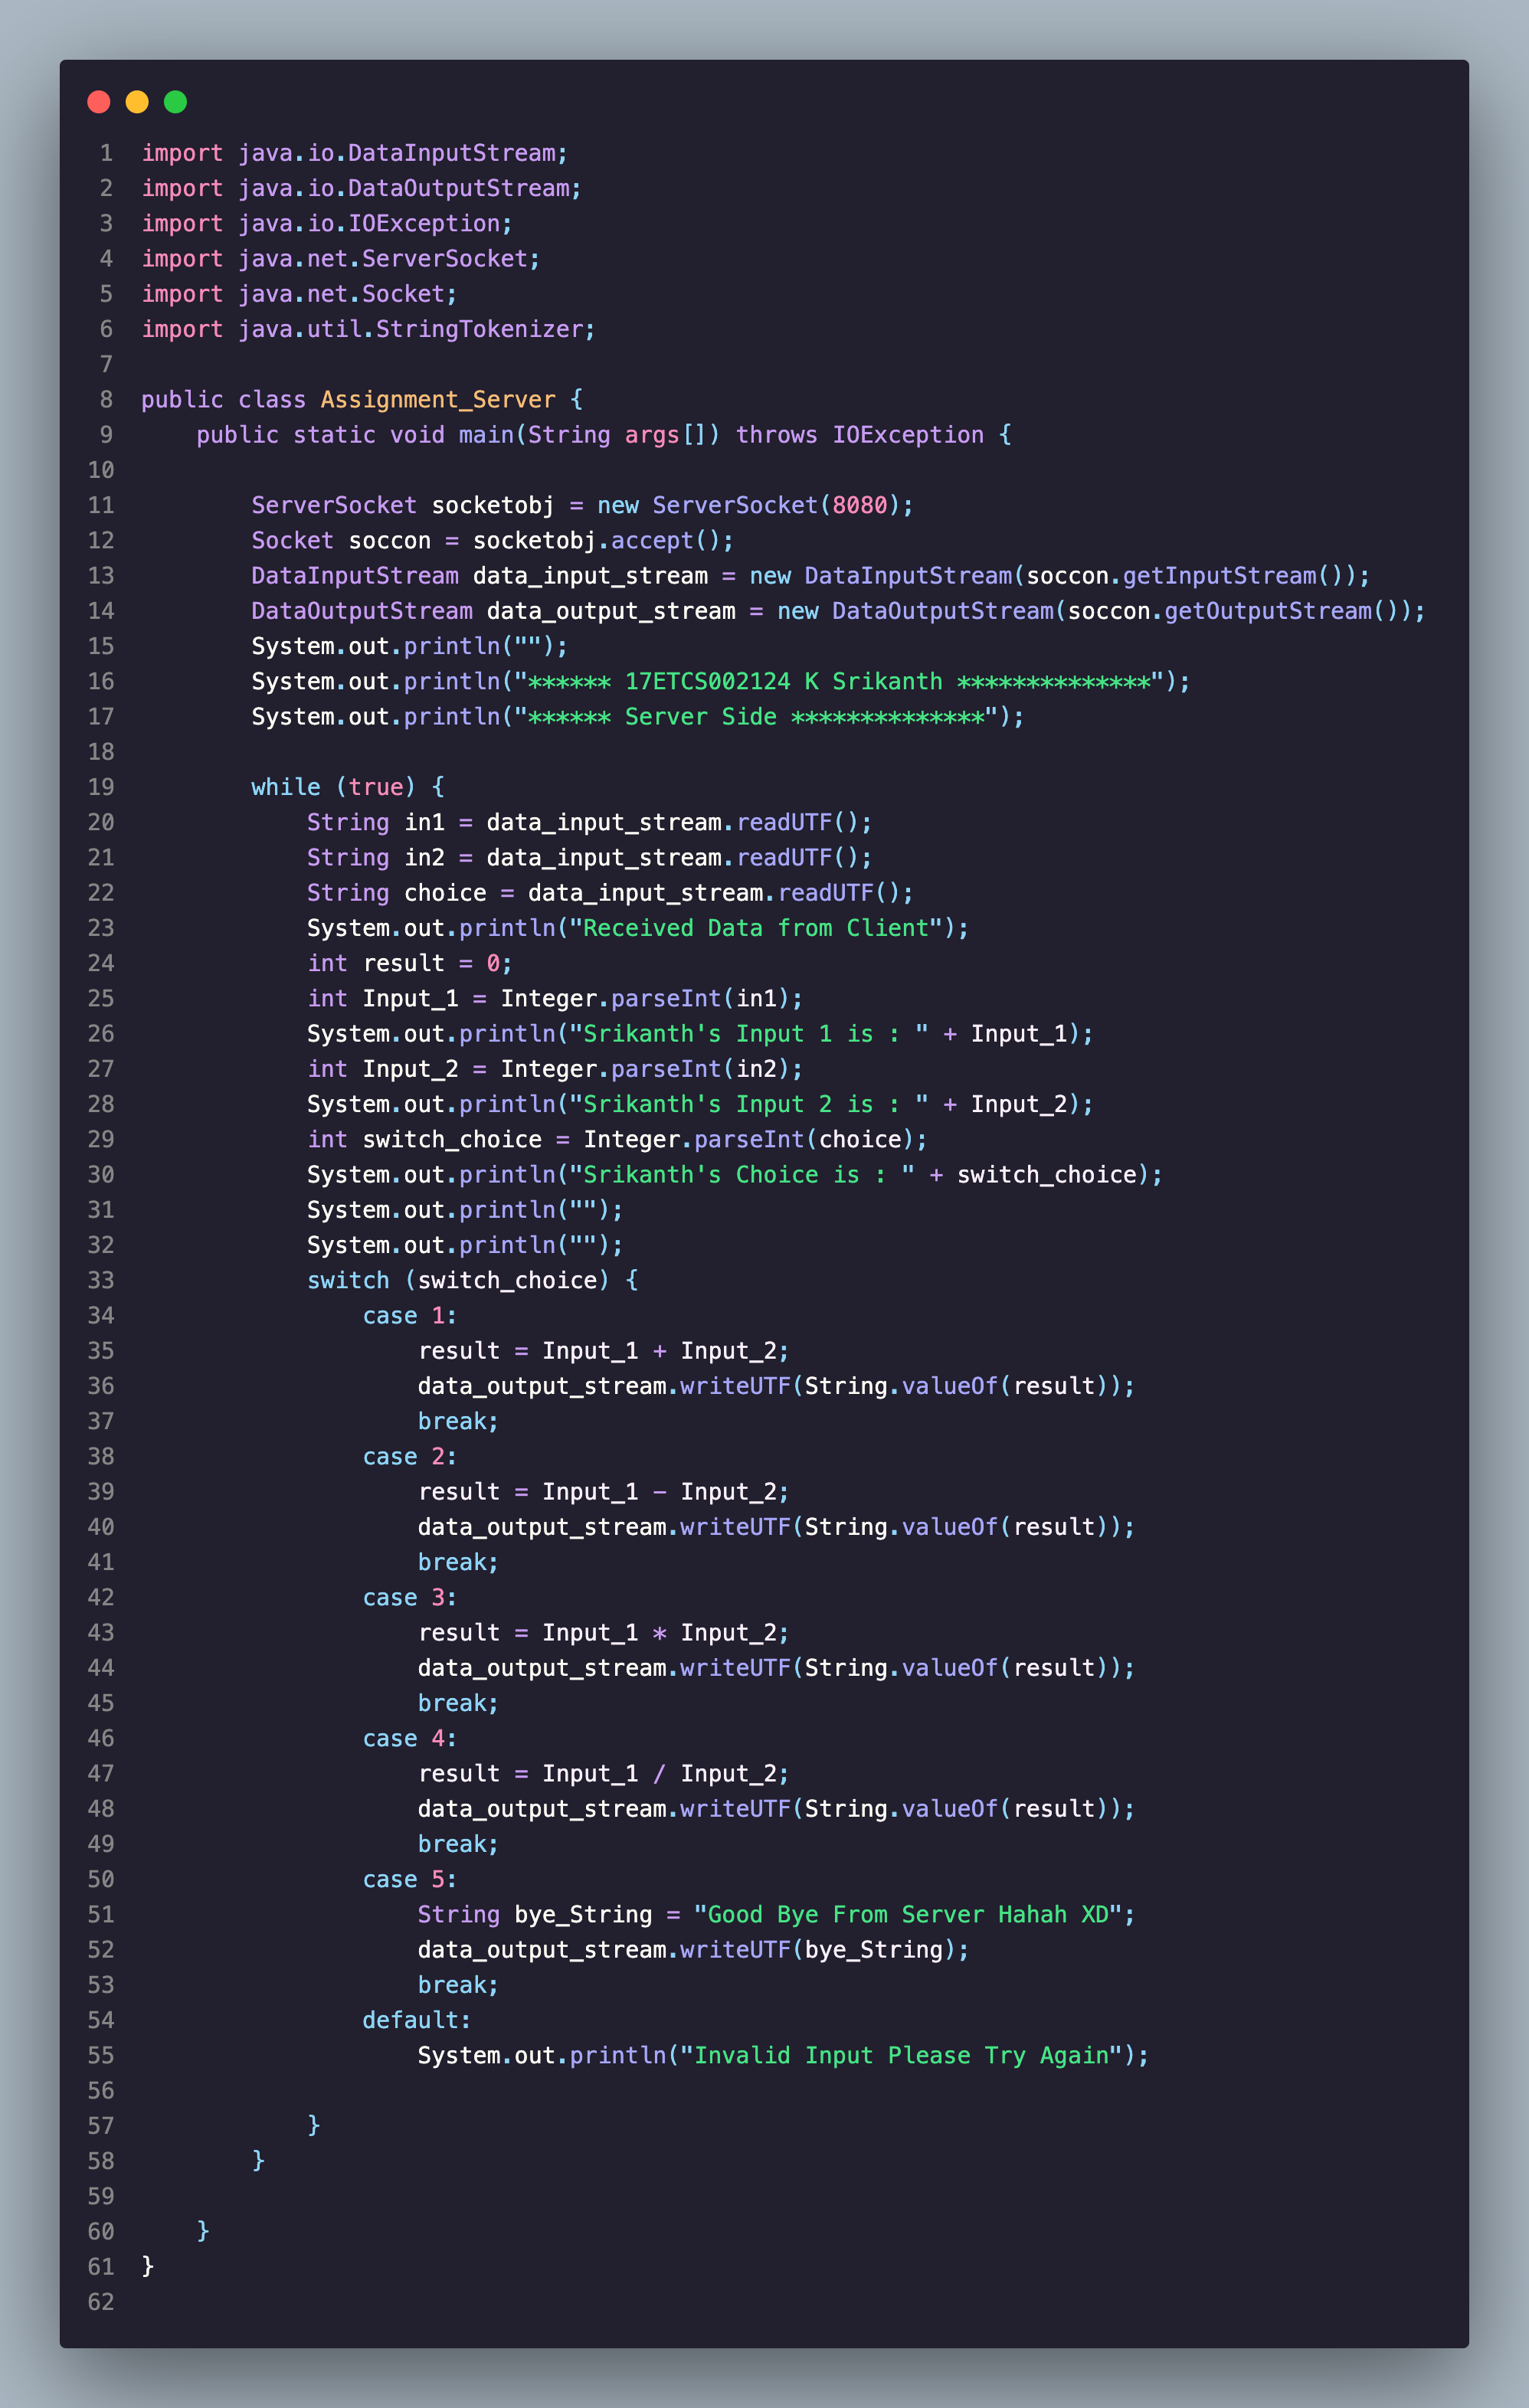 1 import java.io.DataInputStream;
2 import java.io.DataOutputStream;
3 import java.io.IOException;
4 import java.net.ServerSocket;
5 import java.net.Socket;
6 import java.util.StringTokenizer;
7
8 public class Assignment_Server {
9     public static void main(String args[]) throws IOException {
10
11         ServerSocket socketobj = new ServerSocket(8080);
12         Socket soccon = socketobj.accept();
13         DataInputStream data_input_stream = new DataInputStream(soccon.getInputStream());
14         DataOutputStream data_output_stream = new DataOutputStream(soccon.getOutputStream());
15         System.out.println("");
16         System.out.println("****** 17ETCS002124 K Srikanth **************");
17         System.out.println("****** Server Side **************");
18
19         while (true) {
20             String in1 = data_input_stream.readUTF();
21             String in2 = data_input_stream.readUTF();
22             String choice = data_input_stream.readUTF();
23             System.out.println("Received Data from Client");
24             int result = 0;
25             int Input_1 = Integer.parseInt(in1);
26             System.out.println("Srikanth's Input 1 is : " + Input_1);
27             int Input_2 = Integer.parseInt(in2);
28             System.out.println("Srikanth's Input 2 is : " + Input_2);
29             int switch_choice = Integer.parseInt(choice);
30             System.out.println("Srikanth's Choice is : " + switch_choice);
31             System.out.println("");
32             System.out.println("");
33             switch (switch_choice) {
34                 case 1:
35                     result = Input_1 + Input_2;
36                     data_output_stream.writeUTF(String.valueOf(result));
37                     break;
38                 case 2:
39                     result = Input_1 - Input_2;
40                     data_output_stream.writeUTF(String.valueOf(result));
41                     break;
42                 case 3:
43                     result = Input_1 * Input_2;
44                     data_output_stream.writeUTF(String.valueOf(result));
45                     break;
46                 case 4:
47                     result = Input_1 / Input_2;
48                     data_output_stream.writeUTF(String.valueOf(result));
49                     break;
50                 case 5:
51                     String bye_String = "Good Bye From Server Hahah XD";
52                     data_output_stream.writeUTF(bye_String);
53                     break;
54                 default:
55                     System.out.println("Invalid Input Please Try Again");
56
57             }
58         }
59
60     }
61 }
62